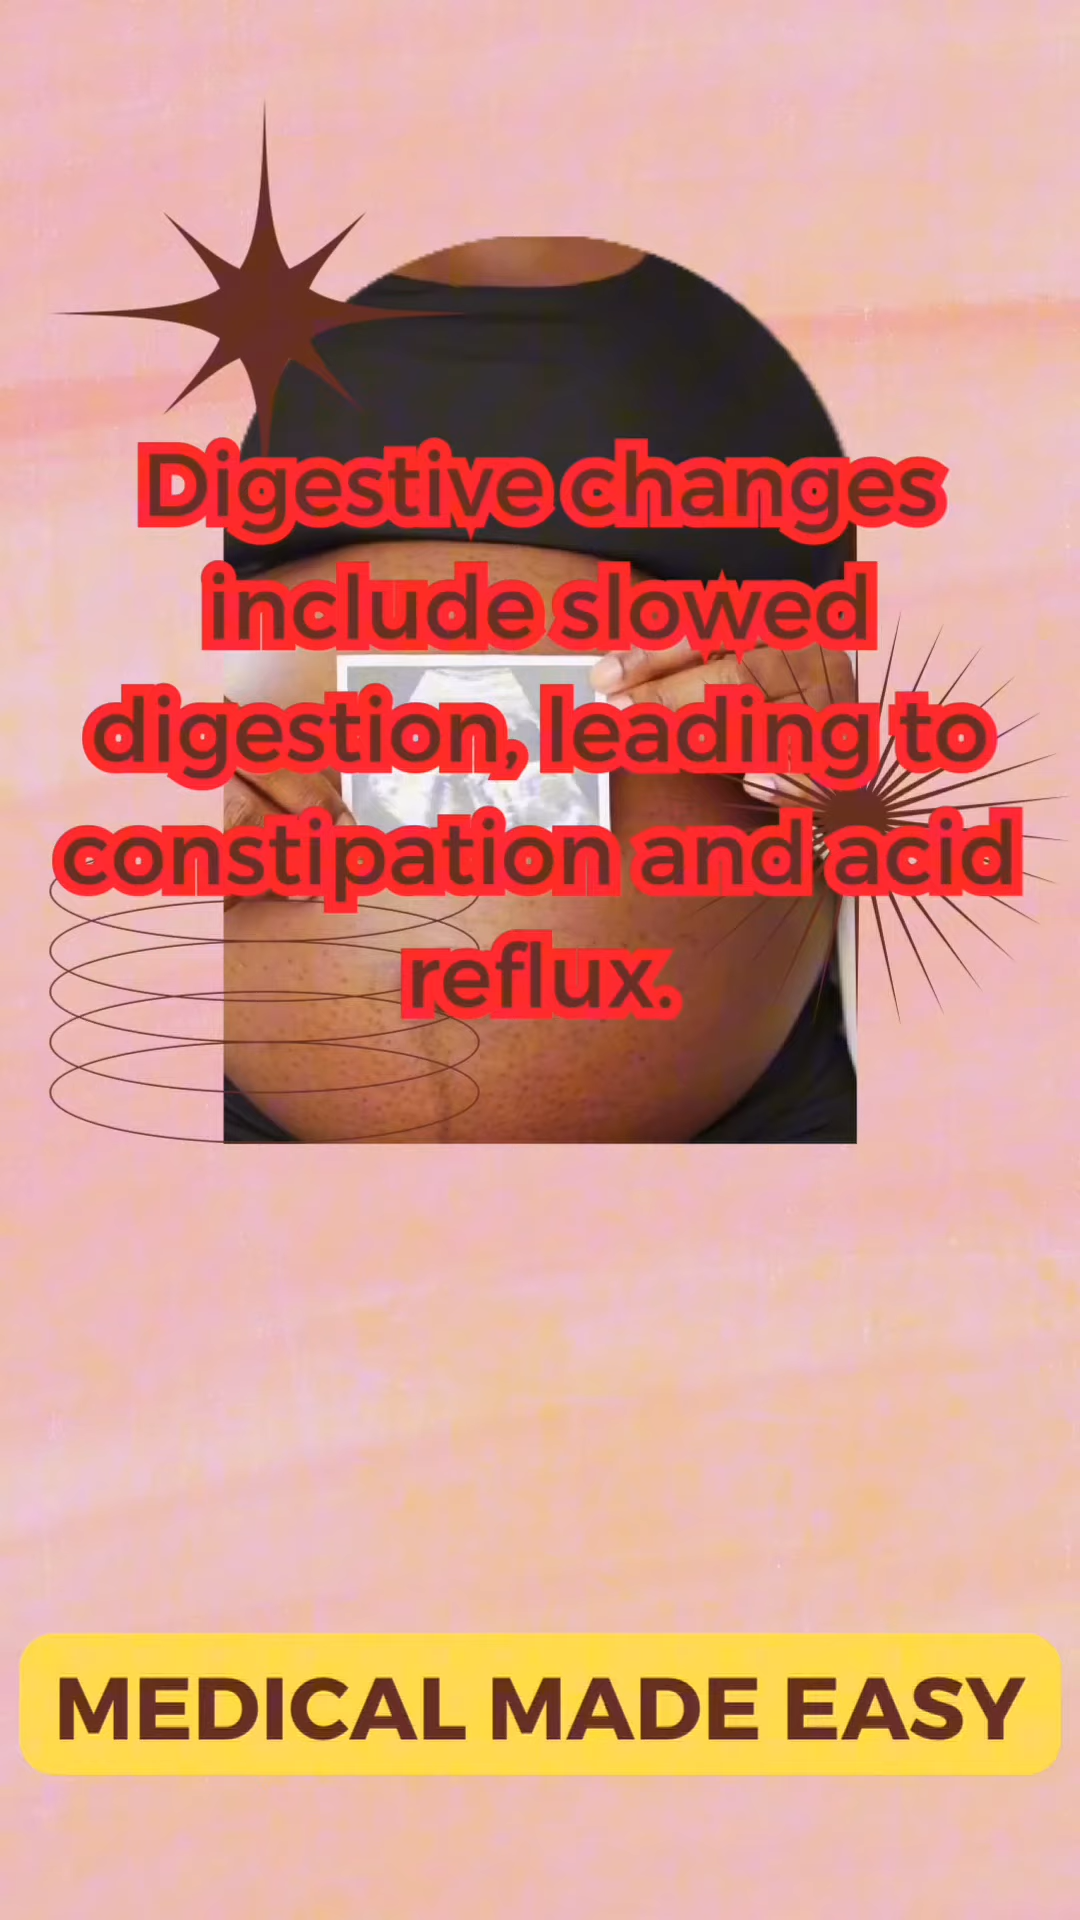 Digestive changes
include slowed
digestion, leading to
constipation and acid
reflux.
MEDICAL MADE EASY